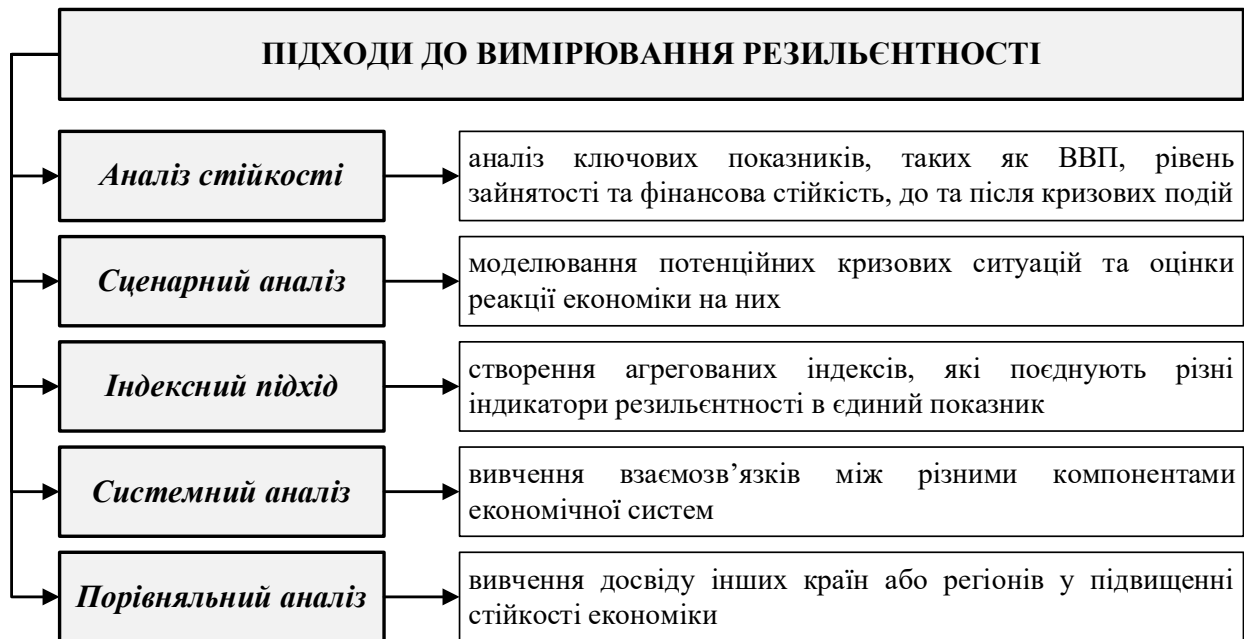 ПІДХОДИ ДО ВИМІРЮВАННЯ РЕЗИЛЬЄНТНОСТІ
Аналіз стійкості
аналіз ключових показників, таких як ВВП, рівень
зайнятості та фінансова стійкість, до та після кризових подій
Сценарний аналіз
моделювання потенційних кризових ситуацій та оцінки
реакції економіки на них
Індексний підхід
створення агрегованих індексів, які поєднують різні
індикатори резильєнтності в єдиний показник
Системний аналіз
вивчення взаємозв’язків між різними компонентами
економічної систем
Порівняльний аналіз
вивчення досвіду інших країн або регіонів у підвищенні
стійкості економіки